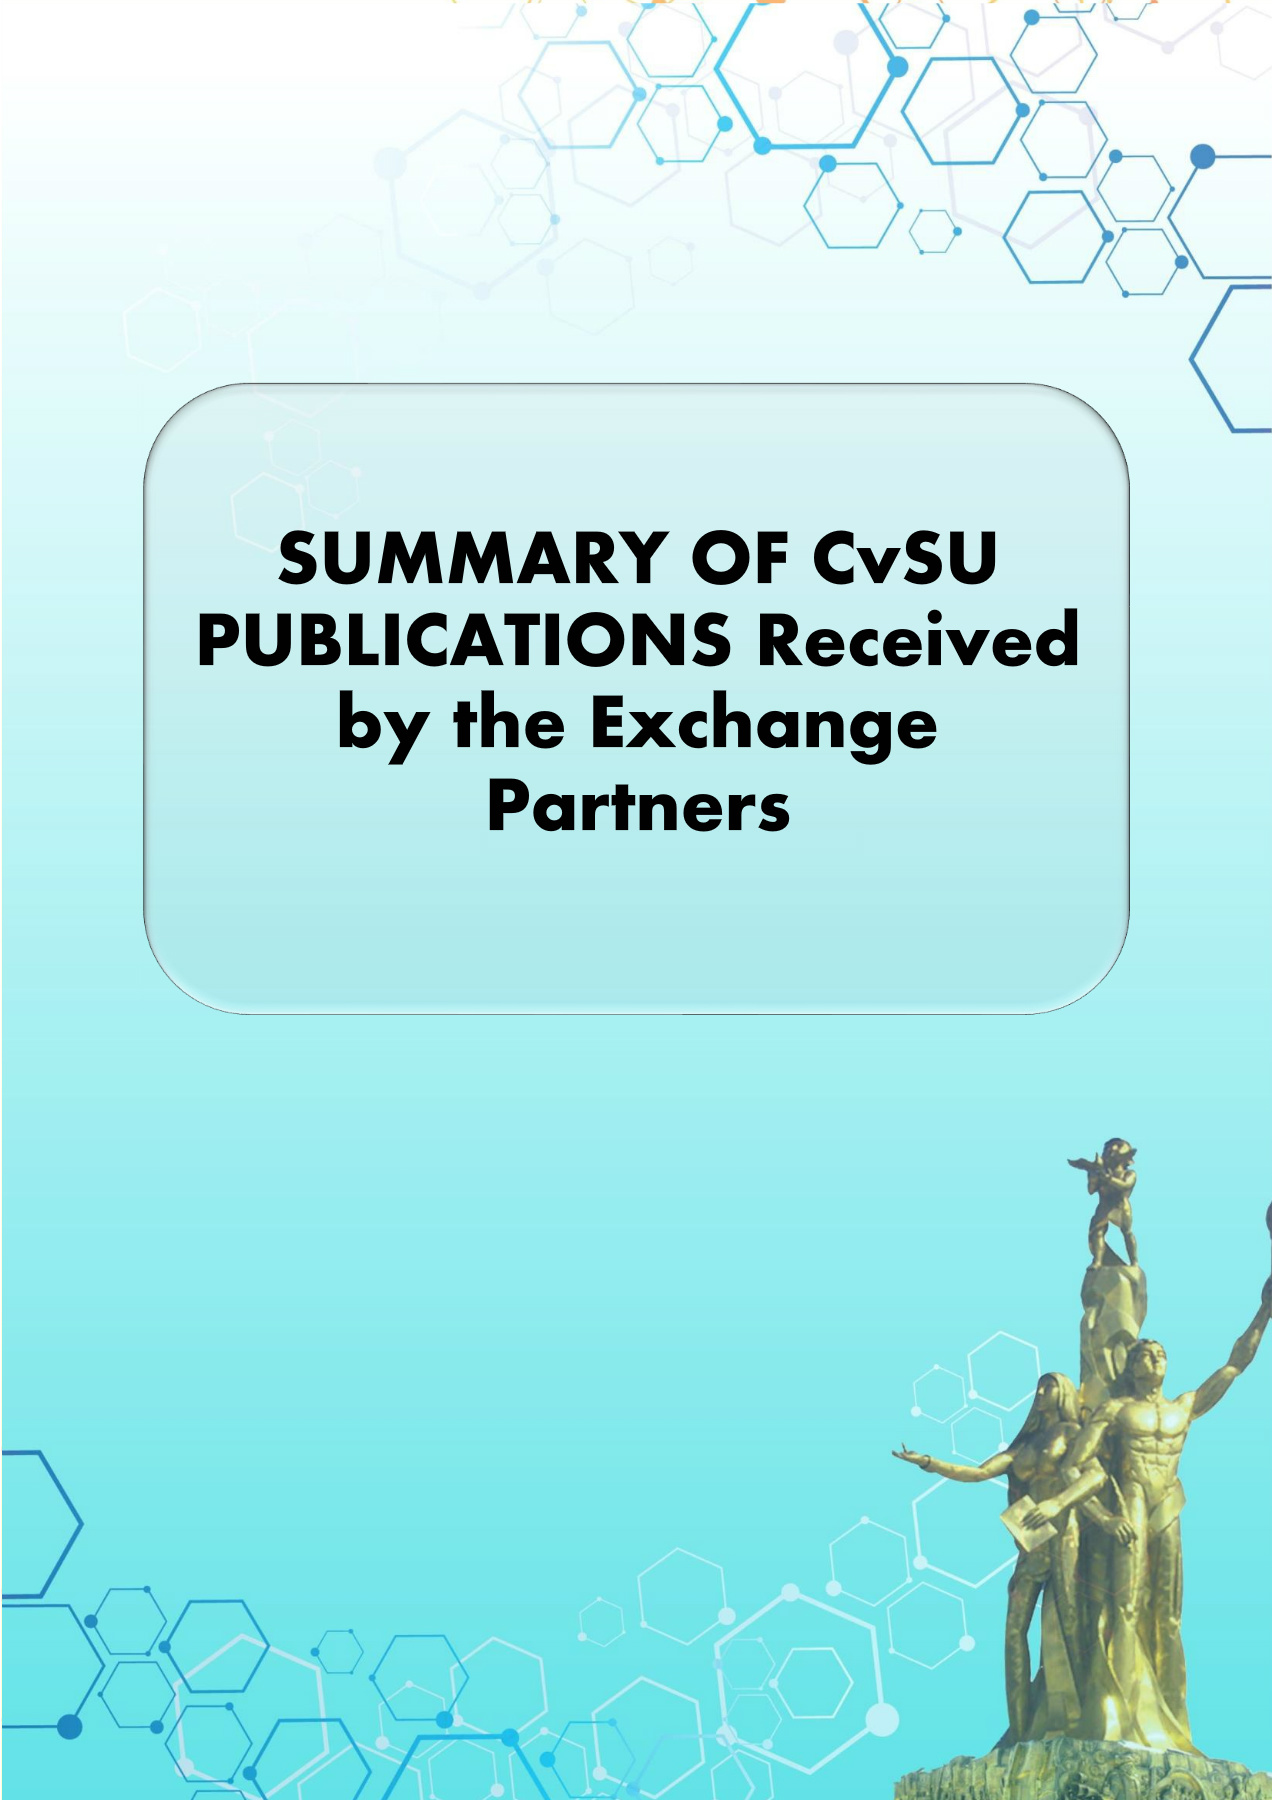 SUMMARY OF CvSU
PUBLICATIONS Received
by the Exchange
Partners